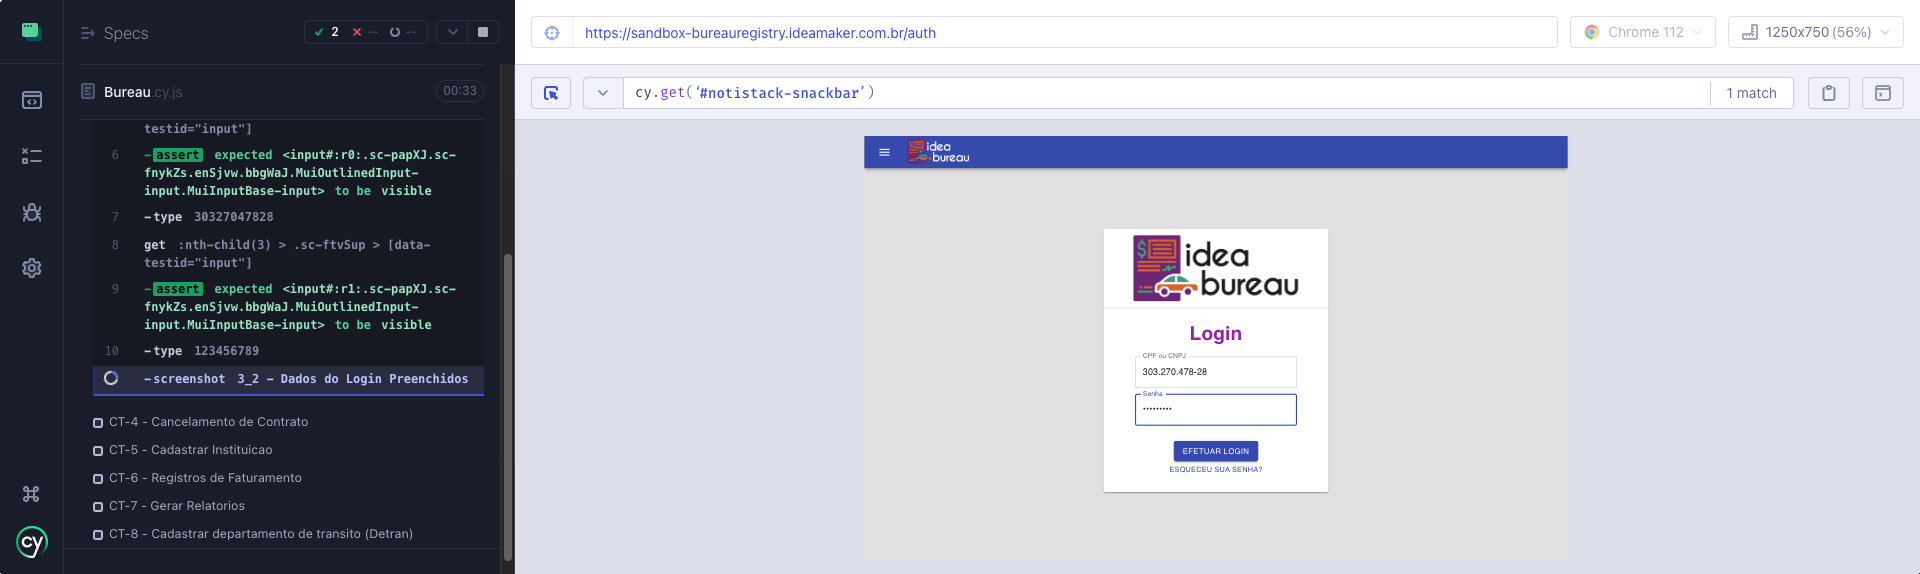 Specs
2
--
--
Bureau.cy.js
00:33
testid="input"]
6 -assert expected <input#:r0:.sc-papXJ.sc-
fnykZs.enSjvw.bbgWaJ.MuiOutlinedInput-
input.MuiInputBase-input> to be visible
7 -type 30327047828
8 get :nth-child(3) > .sc-ftvSup > [data-
testid="input"]
9 -assert expected <input#:r1:.sc-papXJ.sc-
fnykZs.enSjvw.bbgWaJ.MuiOutlinedInput-
input.MuiInputBase-input> to be visible
10 -type 123456789
-screenshot 3_2 - Dados do Login Preenchidos
CT-4 - Cancelamento de Contrato
CT-5 - Cadastrar Instituicao
CT-6 - Registros de Faturamento
CT-7 - Gerar Relatorios
CT-8 - Cadastrar departamento de transito (Detran)
cy
https://sandbox-bureauregistry.ideamaker.com.br/auth
Chrome 112
1250x750 (56%)
cy.get(‘#notistack-snackbar’)
1 match
idea
bureau
$
idea
bureau
Login
CPF ou CNPJ
303.270.478-28
Senha
•••••••••
EFETUAR LOGIN
ESQUECEU SUA SENHA?